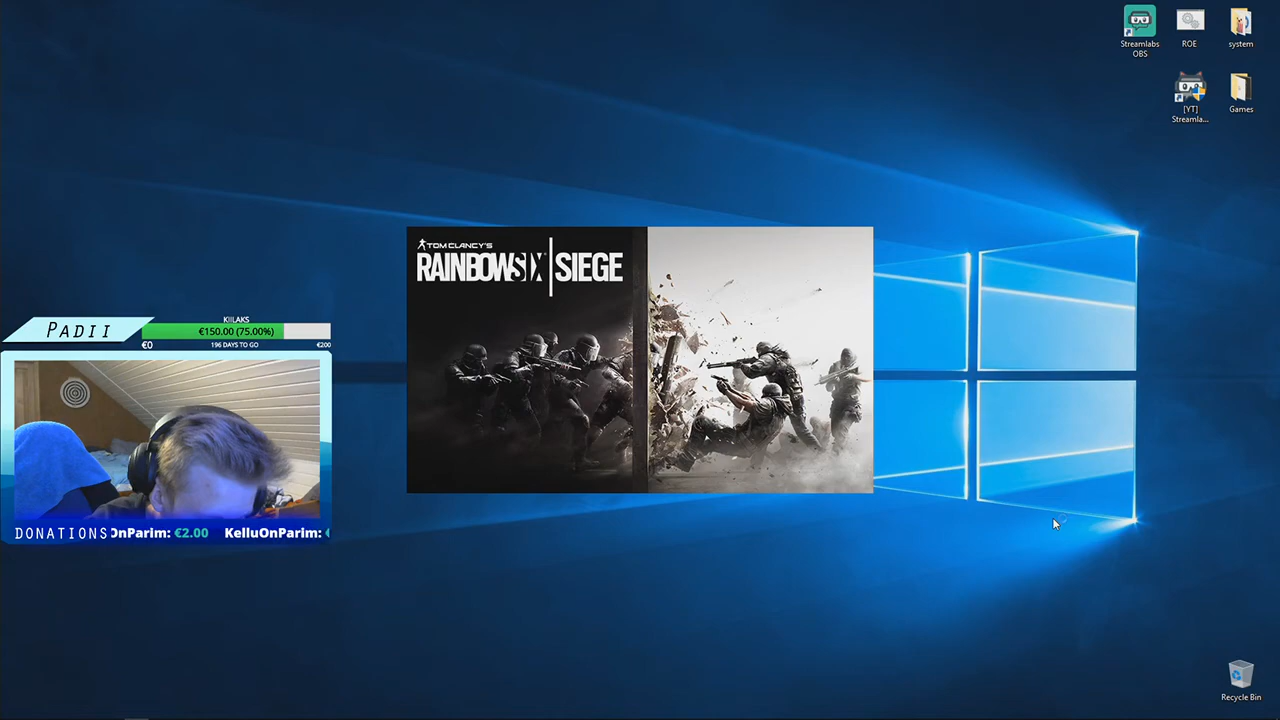 Streamlabs
OBS
ROE
system
[YT]
Streamla...
Games
TOM CLANCY'S
RAINBOWSIX | SIEGE
Padii
KIILAKS
€150.00 (75.00%)
€0
196 DAYS TO GO
€200
DONATIONS OnParim: €2.00 KelluOnParim: €
Recycle Bin